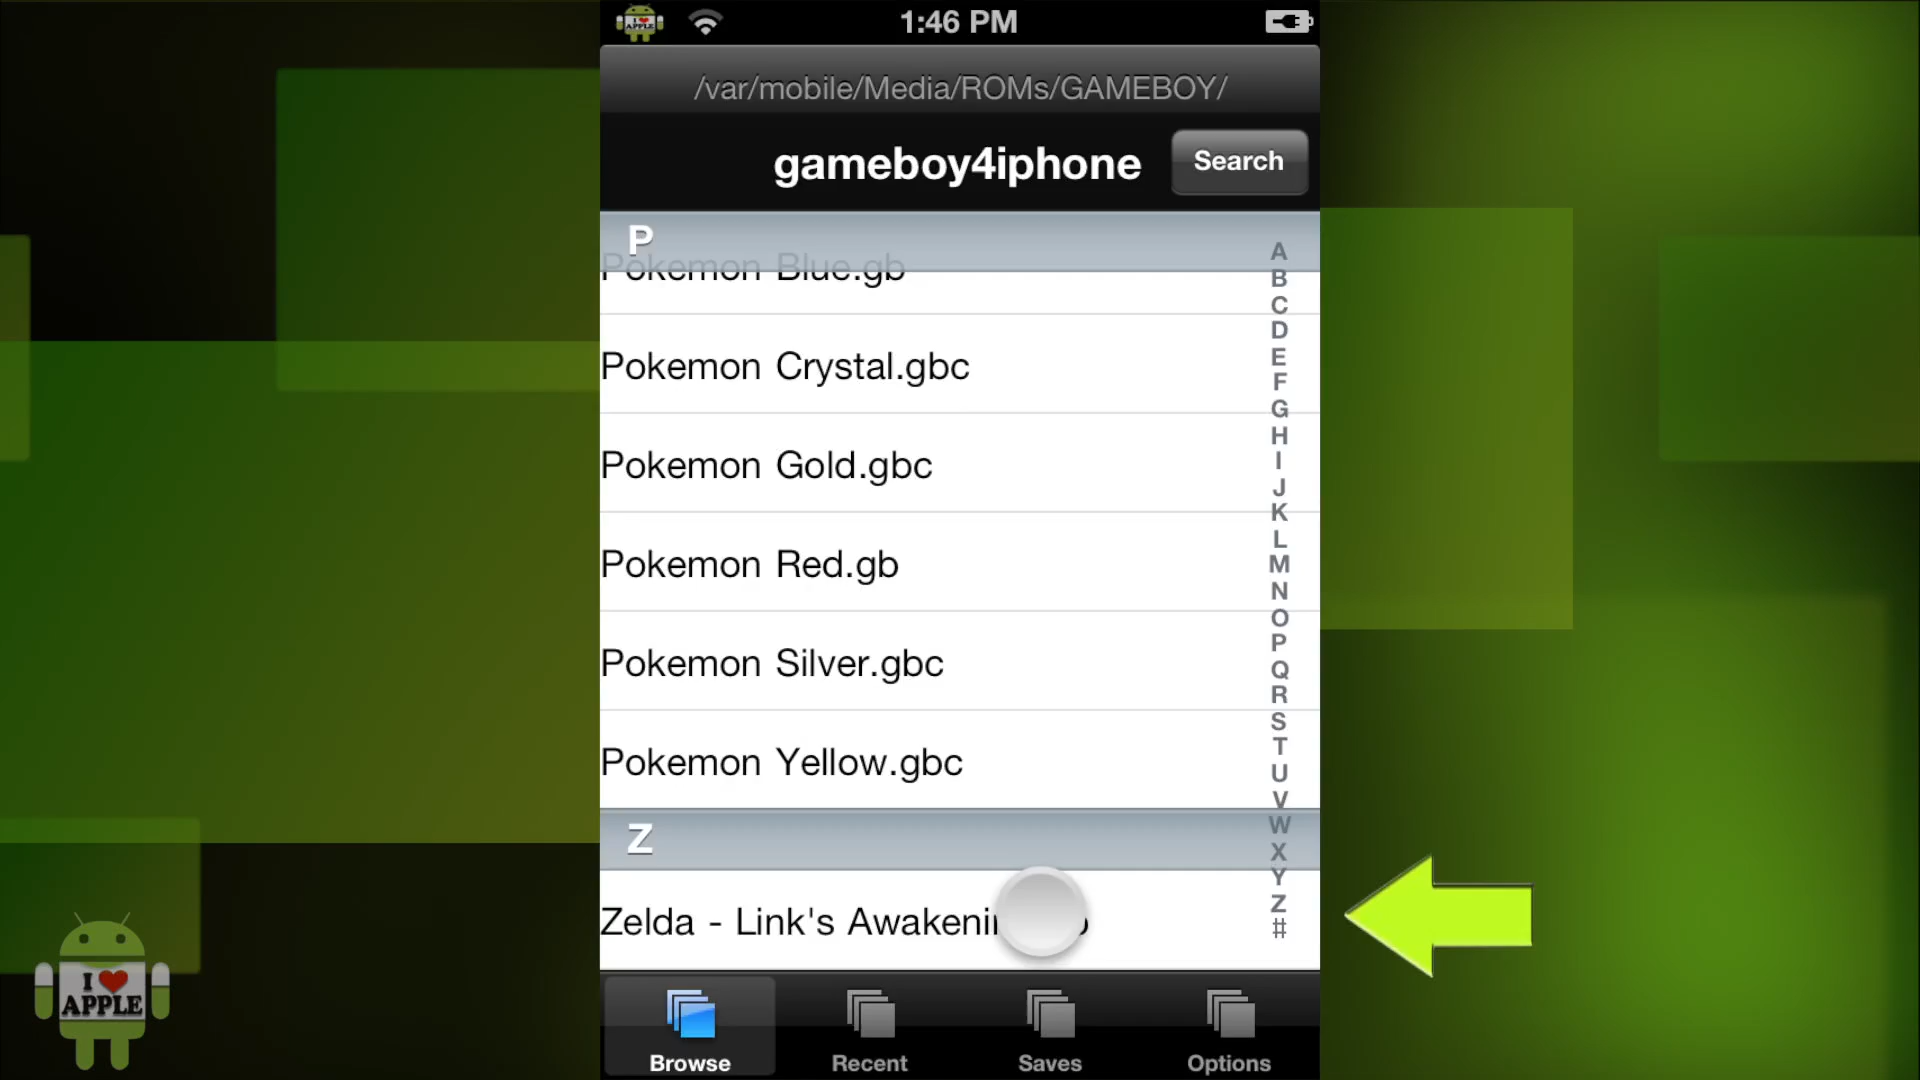 I ♥ APPLE
1:46 PM
/var/mobile/Media/ROMs/GAMEBOY/
gameboy4iphone
Search
P
Pokemon Blue.gb
Pokemon Crystal.gbc
Pokemon Gold.gbc
Pokemon Red.gb
Pokemon Silver.gbc
Pokemon Yellow.gbc
Z
Zelda - Link's
A
B
C
D
E
F
G
H
I
J
K
L
M
N
O
P
Q
R
S
T
U
V
W
X
Y
Z
#
I ♥
APPLE
Browse
Recent
Saves
Options